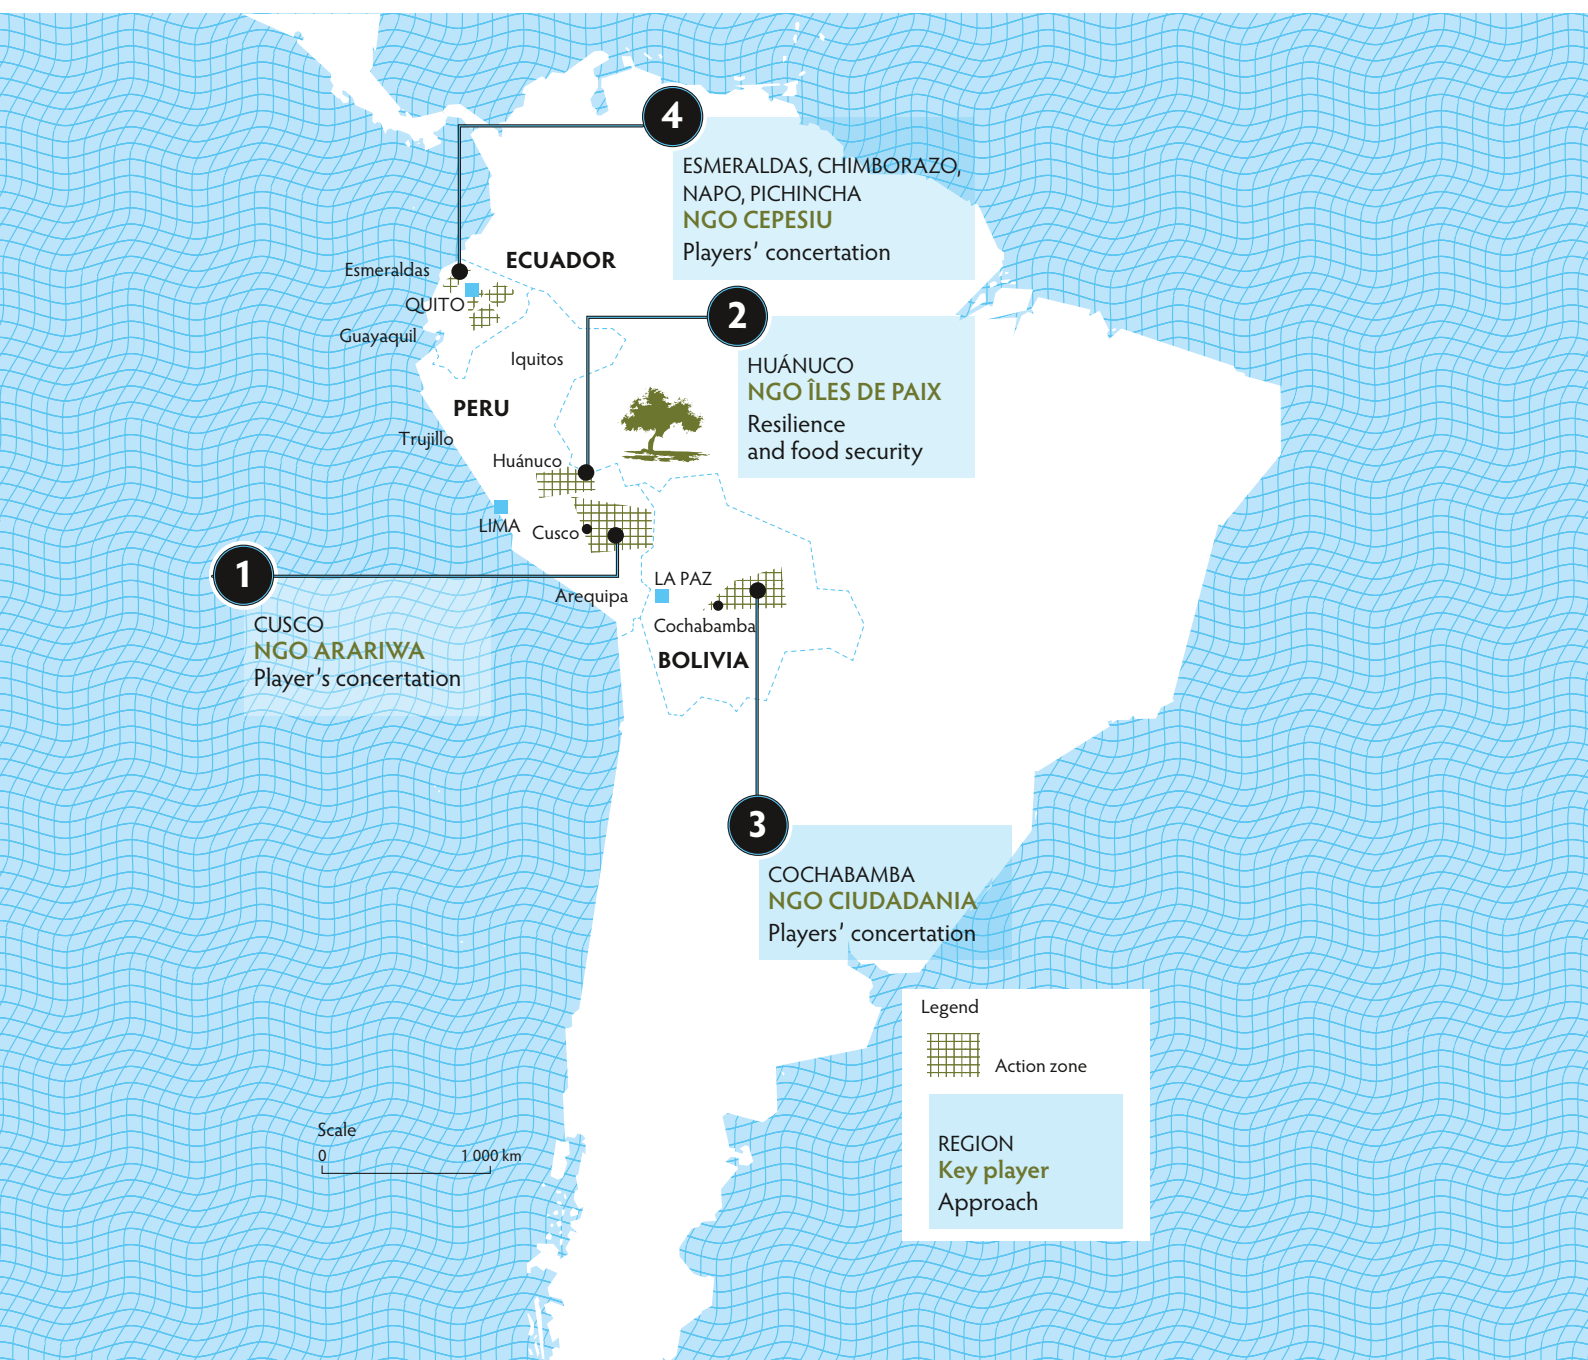 4
ESMERALDAS, CHIMBORAZO,
NAPO, PICHINCHA
NGO CEPESIU
Players' concertation
ECUADOR
Esmeraldas
QUITO
Guayaquil
2
HUÁNUCO
NGO ÎLES DE PAIX
Resilience
and food security
Iquitos
PERU
Trujillo
Huánuco
LIMA
Cusco
1
CUSCO
NGO ARARIWA
Player's concertation
Arequipa
LA PAZ
Cochabamba
BOLIVIA
3
COCHABAMBA
NGO CIUDADANIA
Players' concertation
Legend
Action zone
REGION
Key player
Approach
Scale
0 1 000 km